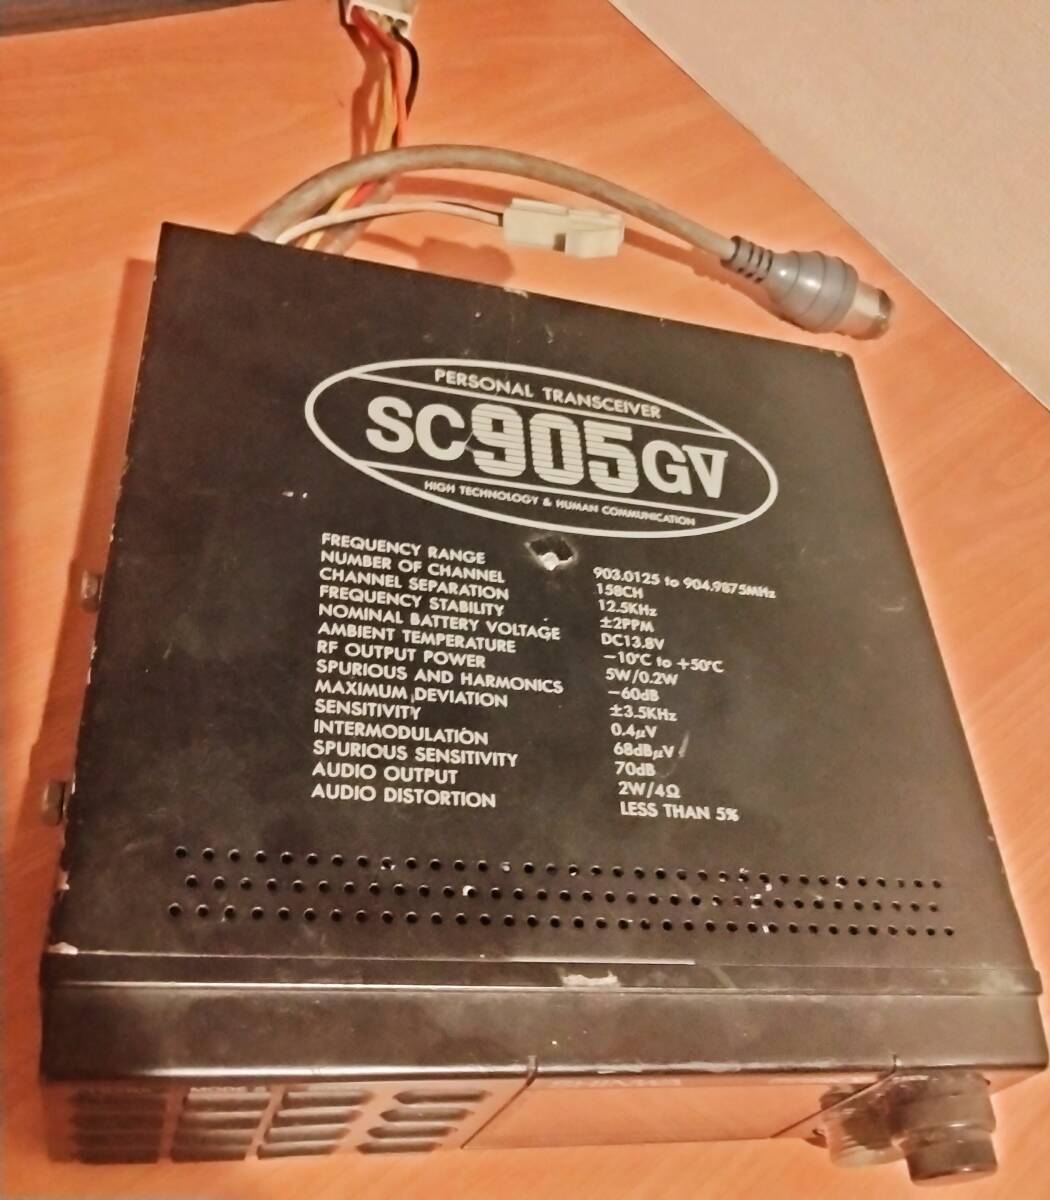 PERSONAL TRANSCEIVER
SC905GV
HIGH TECHNOLOGY & HUMAN COMMUNICATION
FREQUENCY RANGE 903.0125 to 904.9875MHz
NUMBER OF CHANNEL 158CH
CHANNEL SEPARATION 12.5KHz
FREQUENCY STABILITY ±2PPM
NOMINAL BATTERY VOLTAGE DC13.8V
AMBIENT TEMPERATURE −10°C to +50°C
RF OUTPUT POWER 5W/0.2W
SPURIOUS AND HARMONICS −60dB
MAXIMUM DEVIATION ±3.5KHz
SENSITIVITY 0.4μV
INTERMODULATION 68dBμV
SPURIOUS SENSITIVITY 70dB
AUDIO OUTPUT 2W/4Ω
AUDIO DISTORTION LESS THAN 5%